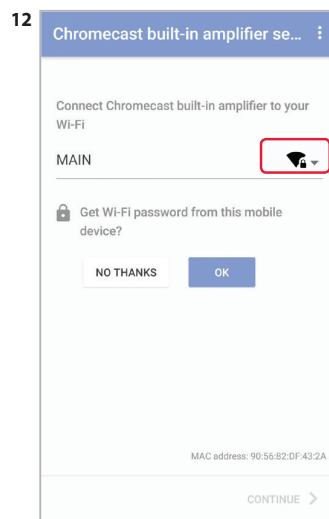 12
Chromecast built-in amplifier se...
Connect Chromecast built-in amplifier to your
Wi-Fi
MAIN
Get Wi-Fi password from this mobile
device?
NO THANKS
OK
MAC address: 90:56:82:DF:43:2A
CONTINUE